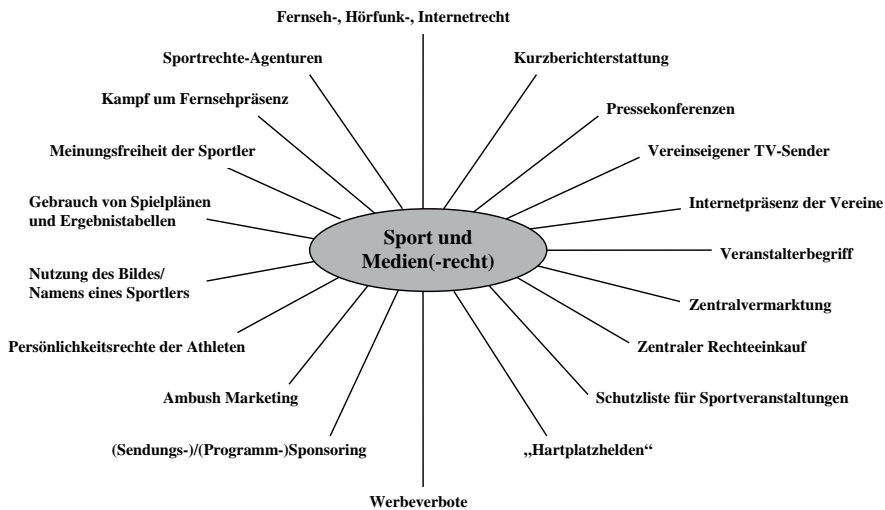 Fernseh-, Hörfunk-, Internetrecht
Sportrechte-Agenturen
Kurzberichterstattung
Kampf um Fernsehpräsenz
Pressekonferenzen
Meinungsfreiheit der Sportler
Vereinseigener TV-Sender
Gebrauch von Spielplänen
und Ergebnistabellen
Internetpräsenz der Vereine
Sport und
Medien(-recht)
Veranstalterbegriff
Nutzung des Bildes/
Namens eines Sportlers
Zentralvermarktung
Persönlichkeitsrechte der Athleten
Zentraler Rechteeinkauf
Ambush Marketing
Schutzliste für Sportveranstaltungen
(Sendungs-)/(Programm-)Sponsoring
„Hartplatzhelden“
Werbeverbote